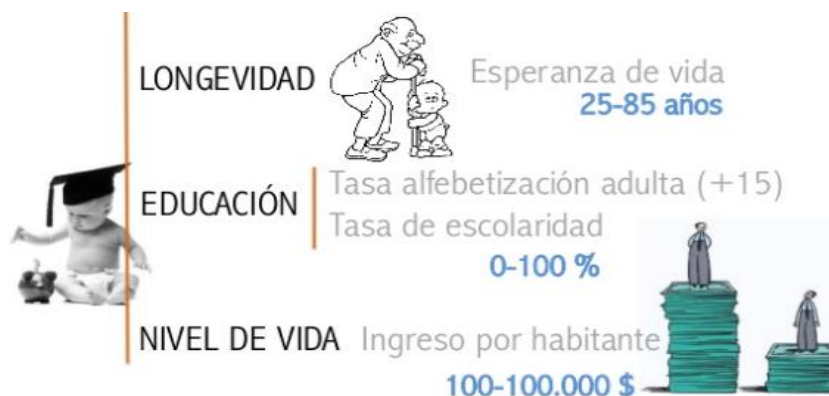 LONGEVIDAD
Esperanza de vida
25-85 años
EDUCACIÓN
Tasa alfebetización adulta (+15)
Tasa de escolaridad
0-100 %
NIVEL DE VIDA
Ingreso por habitante
100-100.000 $